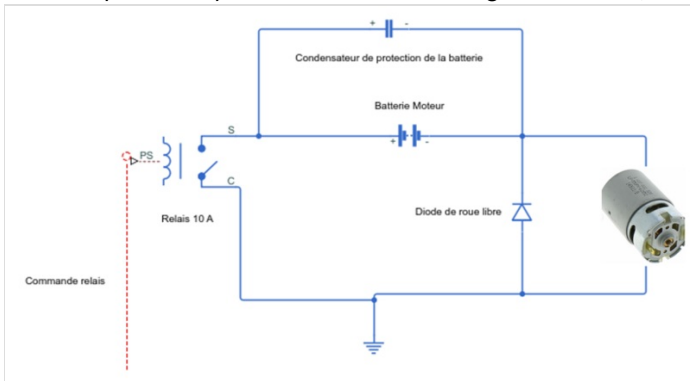 + -
Condensateur de protection de la batterie
Batterie Moteur
+ -
S
PS
C
Relais 10 A
Diode de roue libre
Commande relais